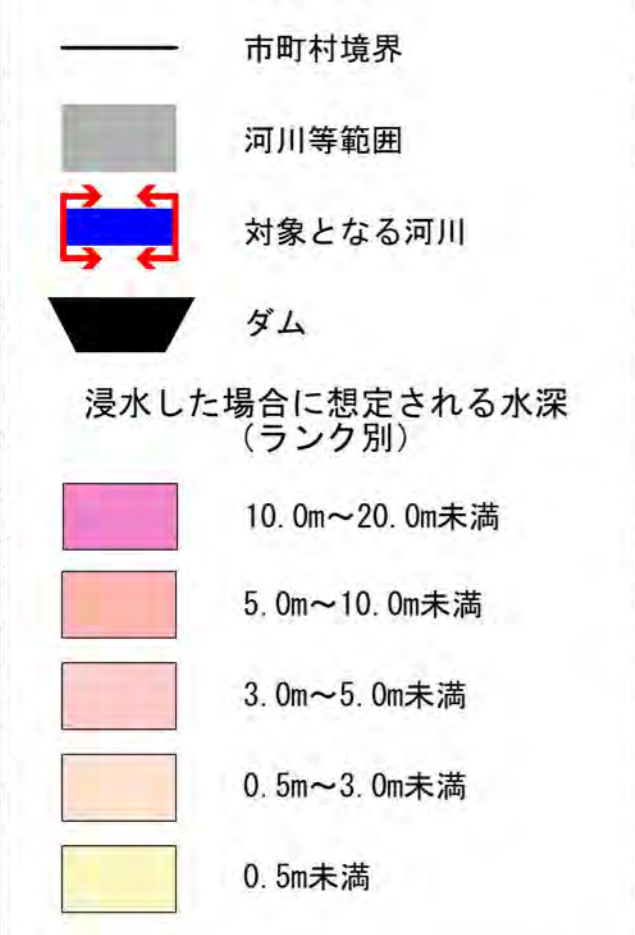 市町村境界
河川等範囲
対象となる河川
ダム
浸水した場合に想定される水深
（ランク別）
10.0m～20.0m未満
5.0m～10.0m未満
3.0m～5.0m未満
0.5m～3.0m未満
0.5m未満